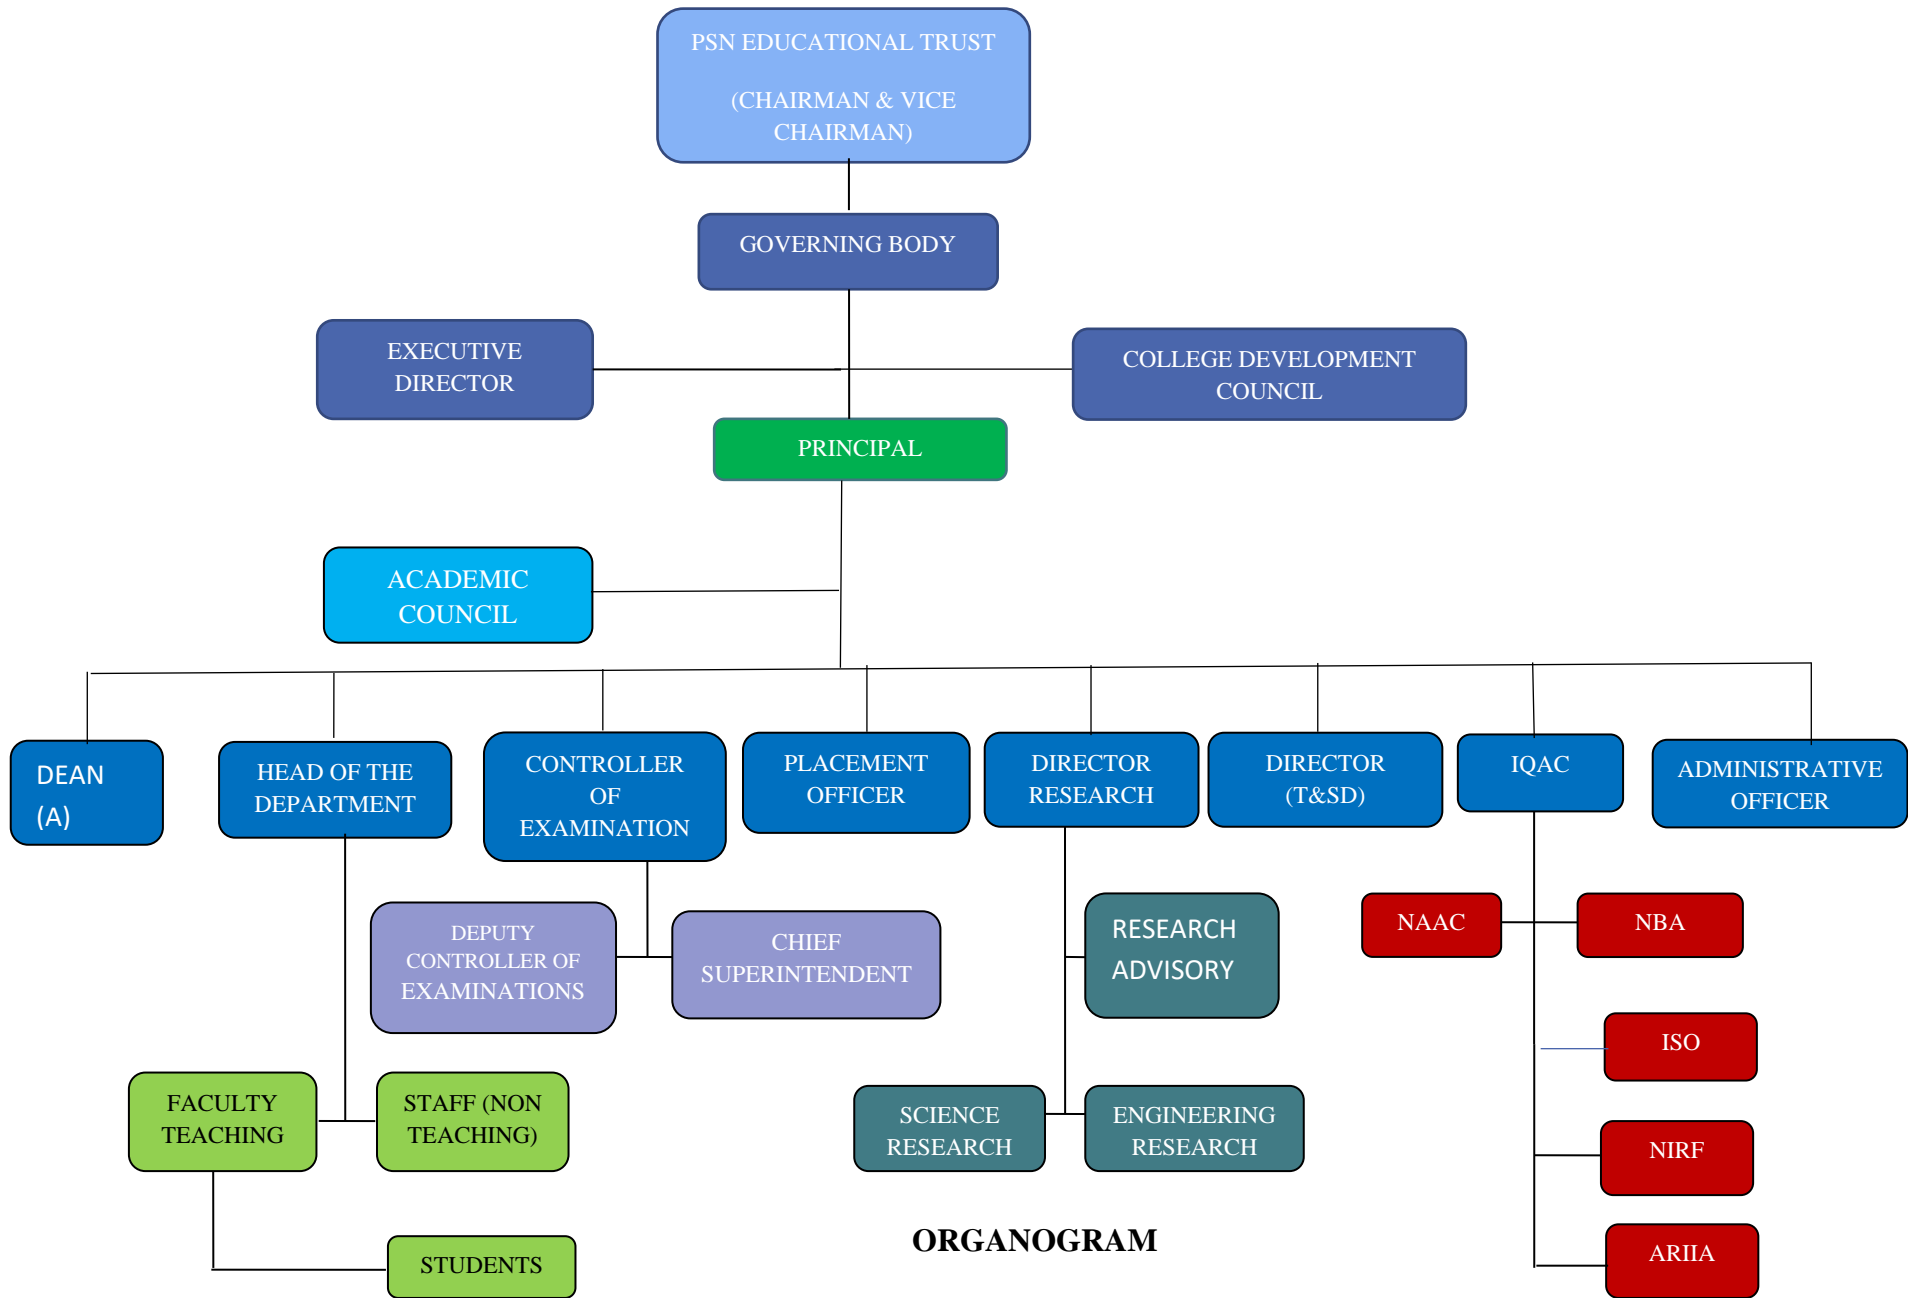 PSN EDUCATIONAL TRUST
(CHAIRMAN & VICE
CHAIRMAN)
GOVERNING BODY
EXECUTIVE
DIRECTOR
COLLEGE DEVELOPMENT
COUNCIL
PRINCIPAL
ACADEMIC
COUNCIL
DEAN
(A)
HEAD OF THE
DEPARTMENT
CONTROLLER
OF
EXAMINATION
PLACEMENT
OFFICER
DIRECTOR
RESEARCH
DIRECTOR
(T&SD)
IQAC
ADMINISTRATIVE
OFFICER
DEPUTY
CONTROLLER OF
EXAMINATIONS
CHIEF
SUPERINTENDENT
RESEARCH
ADVISORY
NAAC
NBA
ISO
FACULTY
TEACHING
STAFF (NON
TEACHING)
SCIENCE
RESEARCH
ENGINEERING
RESEARCH
NIRF
STUDENTS
ORGANOGRAM
ARIIA